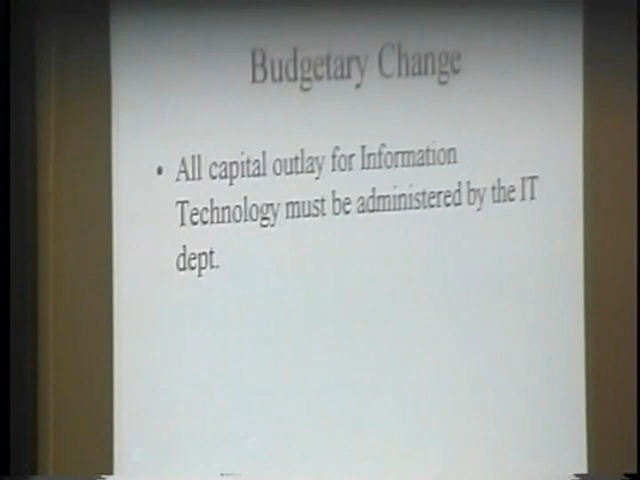 Budgetary Change
• All capital outlay for Information
Technology must be administered by the IT
dept.